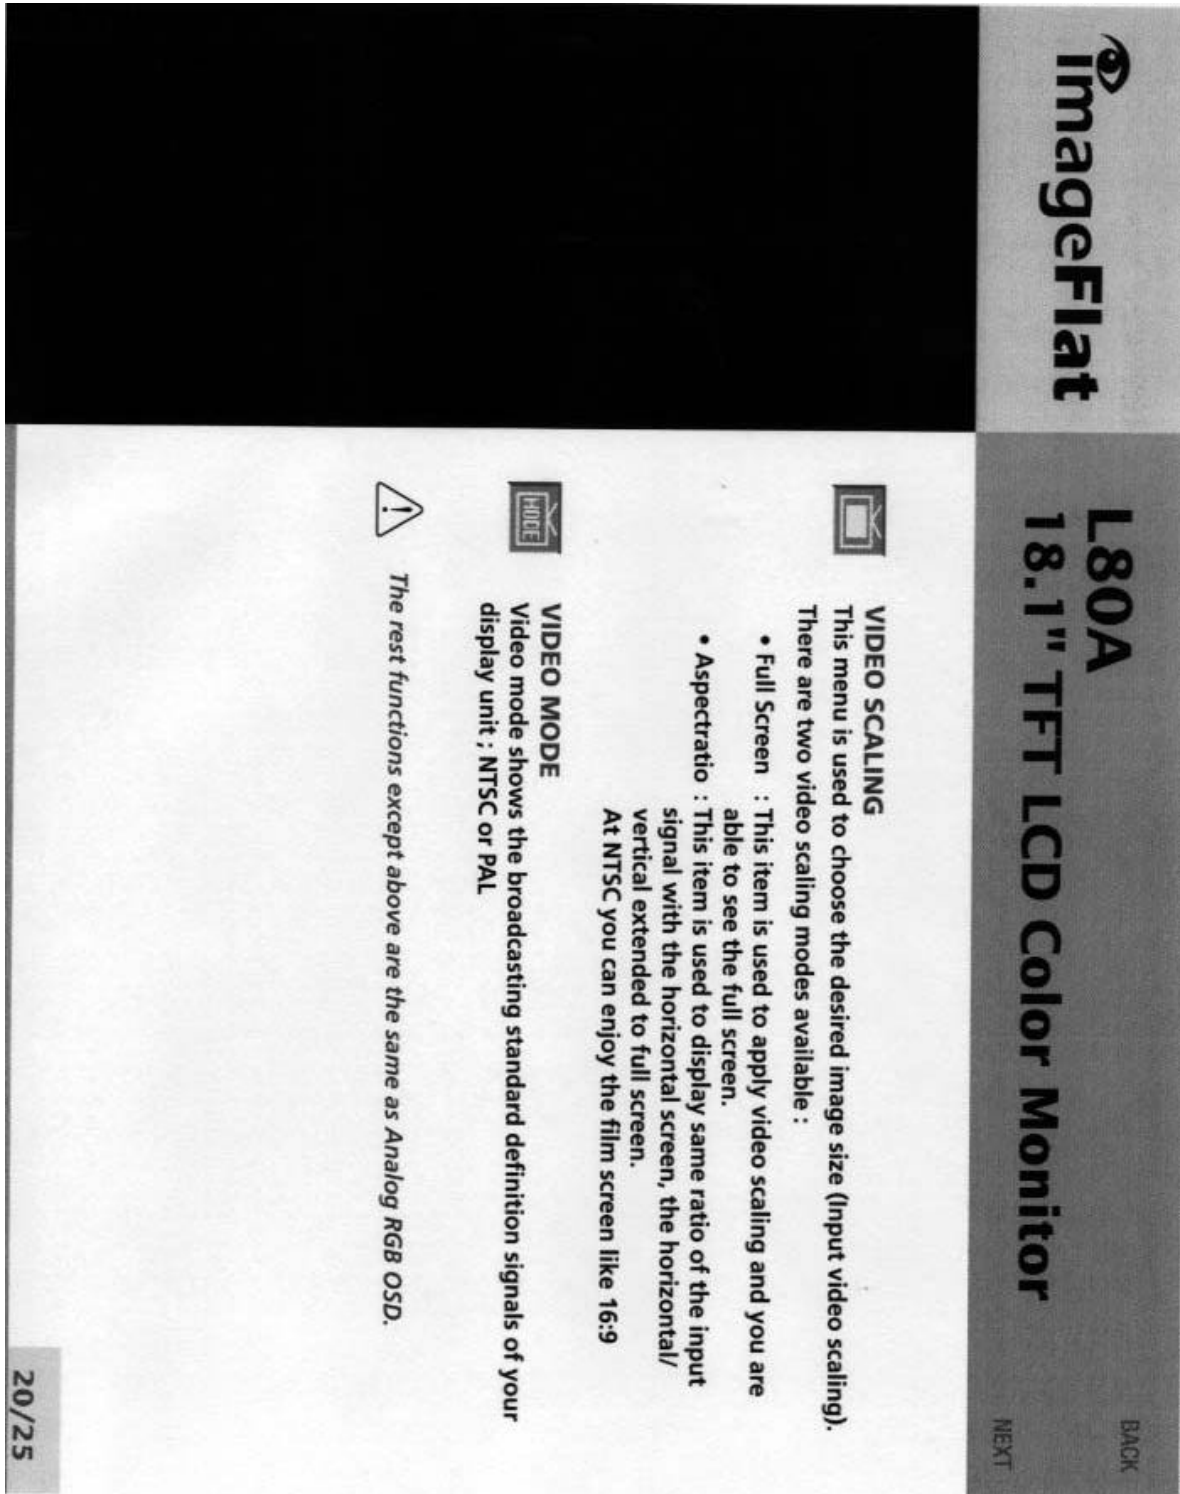 imageFlat
L80A
18.1" TFT LCD Color Monitor
BACK
NEXT
VIDEO SCALING
This menu is used to choose the desired image size (Input video scaling).
There are two video scaling modes available :
• Full Screen : This item is used to apply video scaling and you are
able to see the full screen.
• Aspectratio : This item is used to display same ratio of the input
signal with the horizontal screen, the horizontal/
vertical extended to full screen.
At NTSC you can enjoy the film screen like 16:9
MODE
VIDEO MODE
Video mode shows the broadcasting standard definition signals of your
display unit ; NTSC or PAL
The rest functions except above are the same as Analog RGB OSD.
20/25